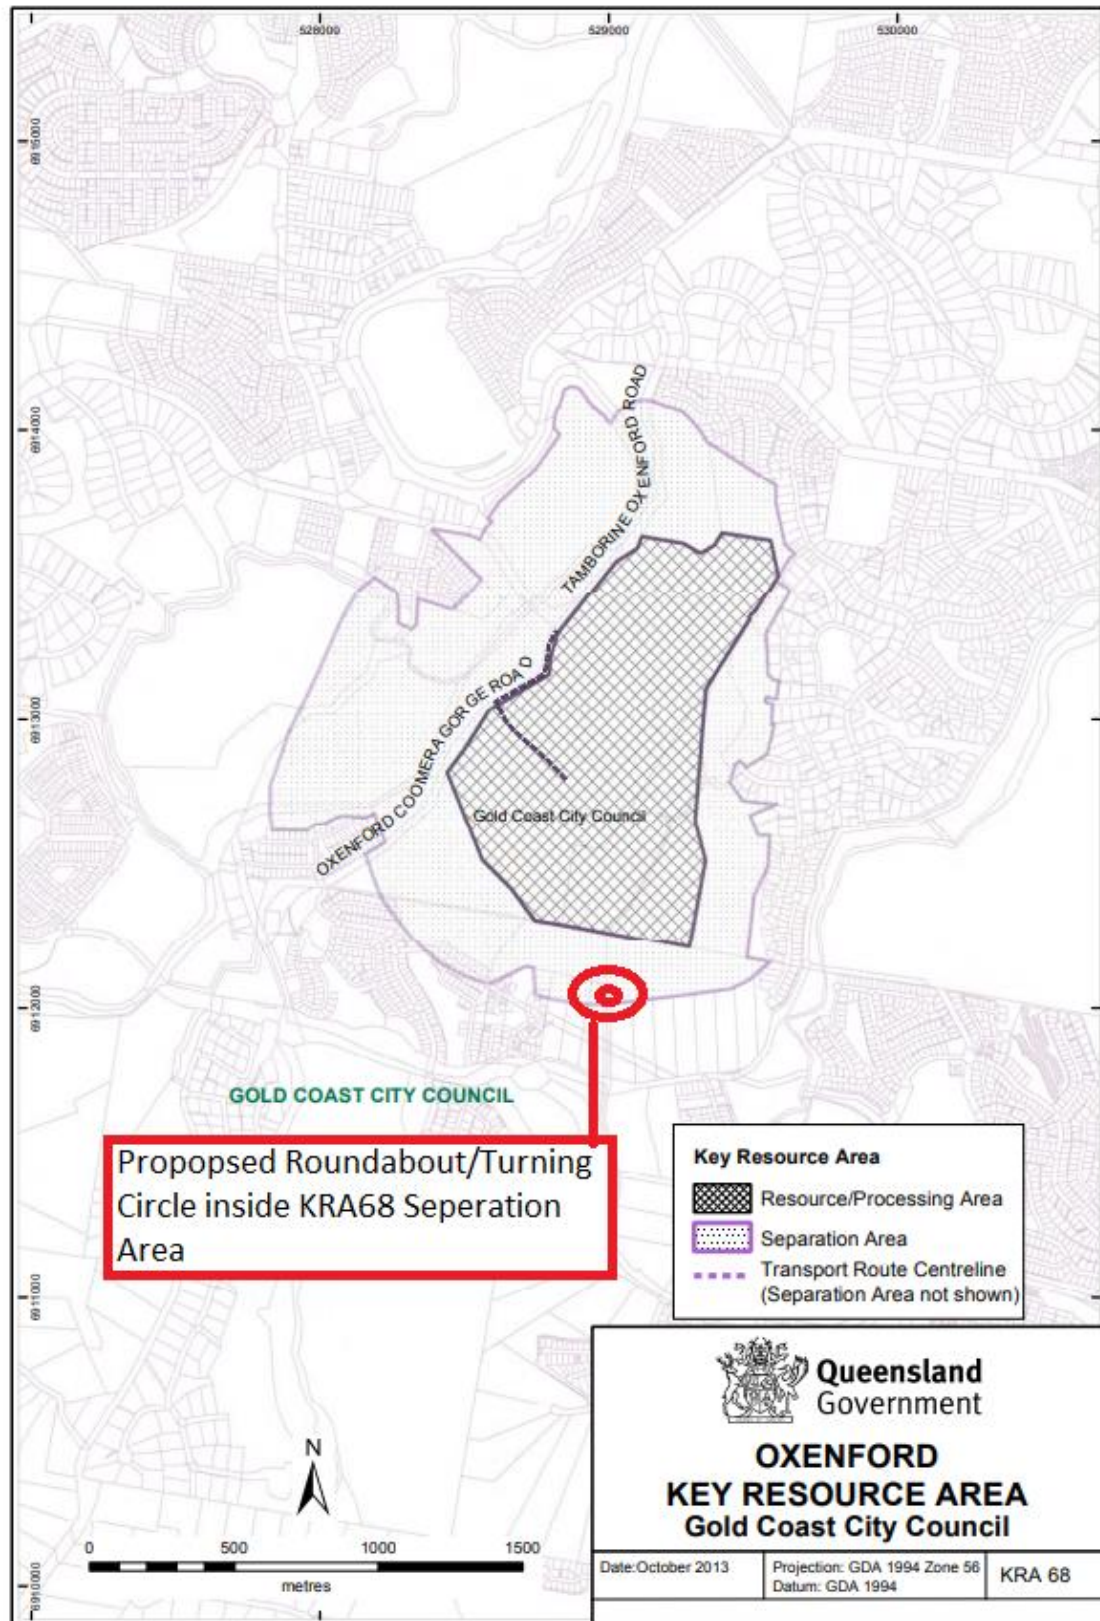 528000
529000
530000
6915000
6914000
6913000
6912000
6911000
6910000
TAMBORINE OXENFORD ROAD
OXENFORD COOMERA GORGE ROAD
Gold Coast City Council
GOLD COAST CITY COUNCIL
Propopsed Roundabout/Turning
Circle inside KRA68 Seperation
Area
Key Resource Area
Resource/Processing Area
Separation Area
Transport Route Centreline
(Separation Area not shown)
N
0 500 1000 1500
metres
Queensland
Government
OXENFORD
KEY RESOURCE AREA
Gold Coast City Council
Date:October 2013
Projection: GDA 1994 Zone 56
Datum: GDA 1994
KRA 68